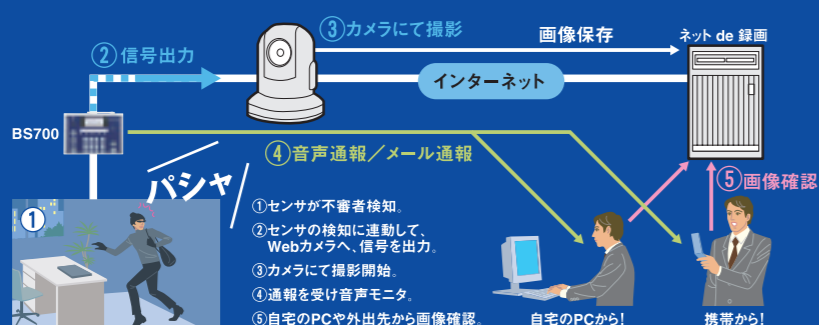 ③カメラにて撮影
画像保存
ネット de 録画
②信号出力
インターネット
BS700
④音声通報／メール通報
パシャ
⑤画像確認
①
①センサが不審者検知。
②センサの検知に連動して、
Webカメラへ、信号を出力。
③カメラにて撮影開始。
④通報を受け音声モニタ。
⑤自宅のPCや外出先から画像確認。
自宅のPCから!
携帯から!